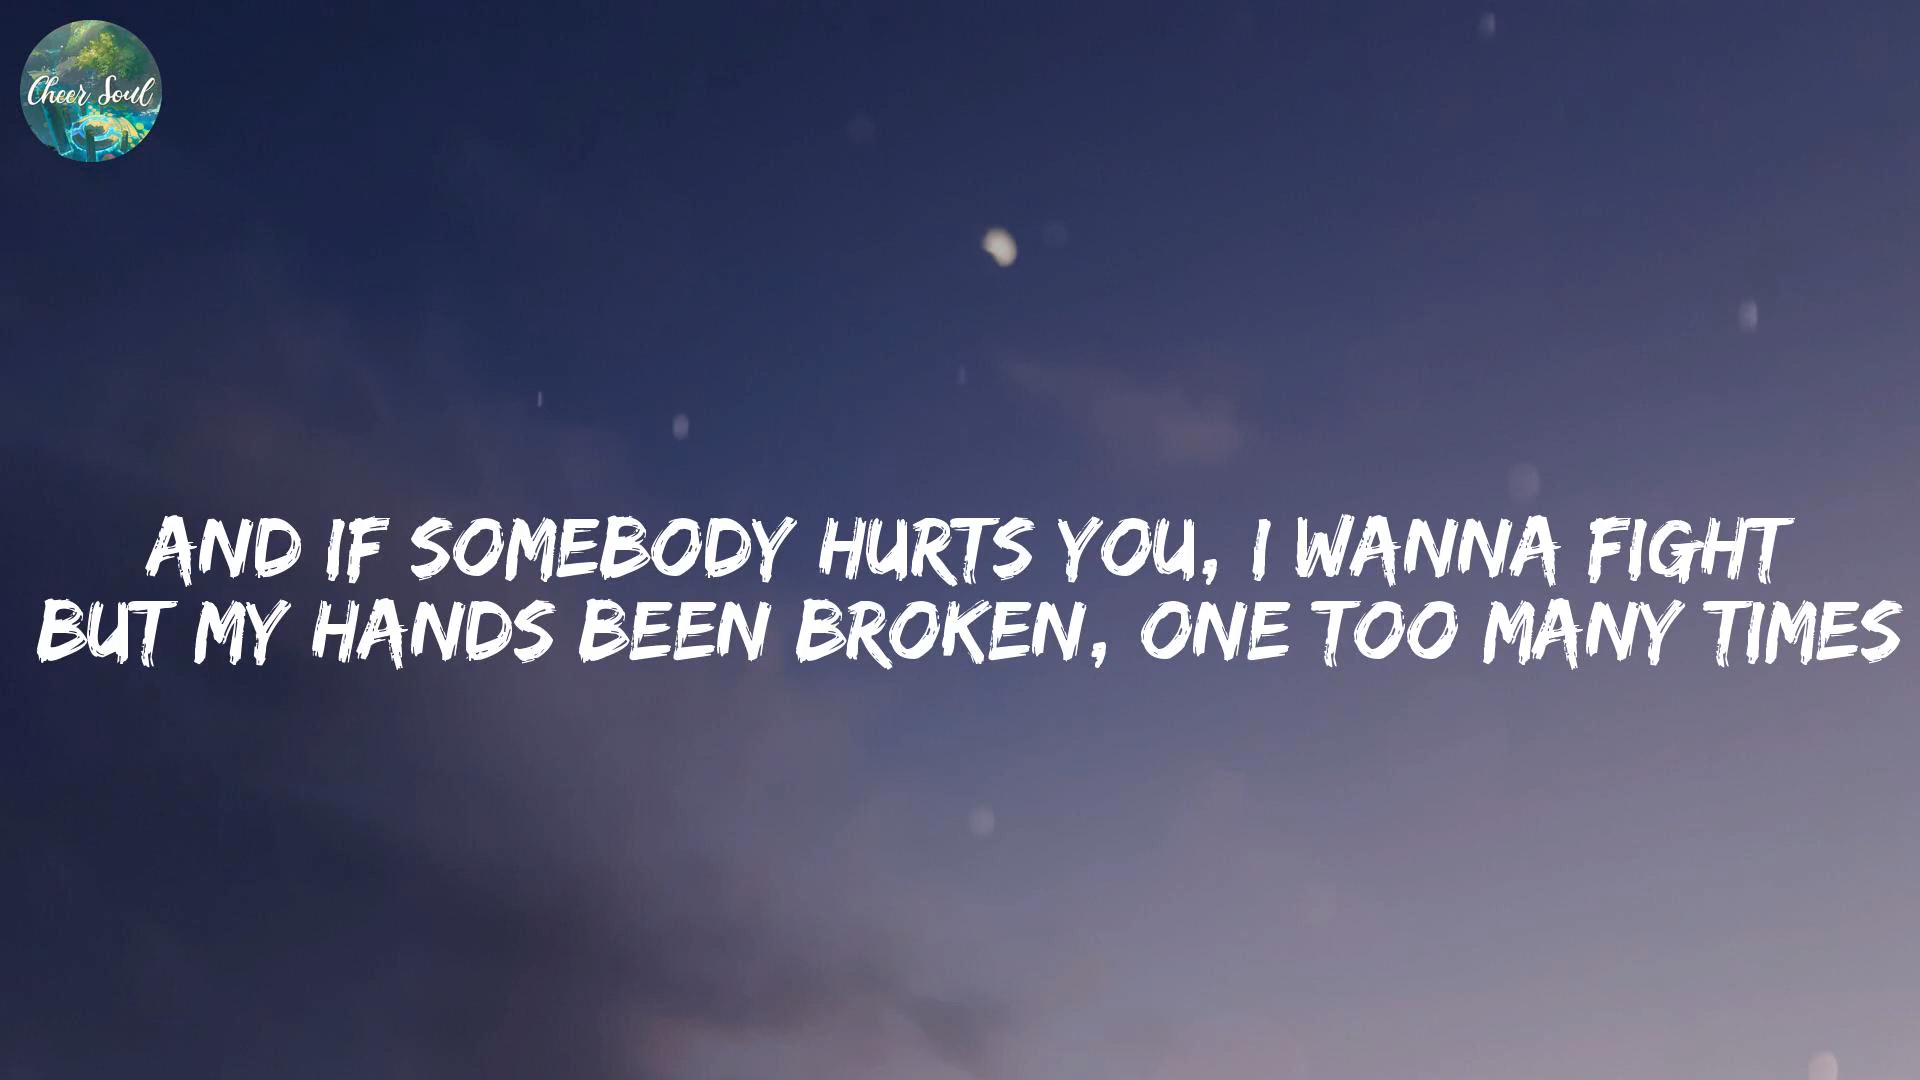 Cheer Soul
AND IF SOMEBODY HURTS YOU, I WANNA FIGHT
BUT MY HANDS BEEN BROKEN, ONE TOO MANY TIMES